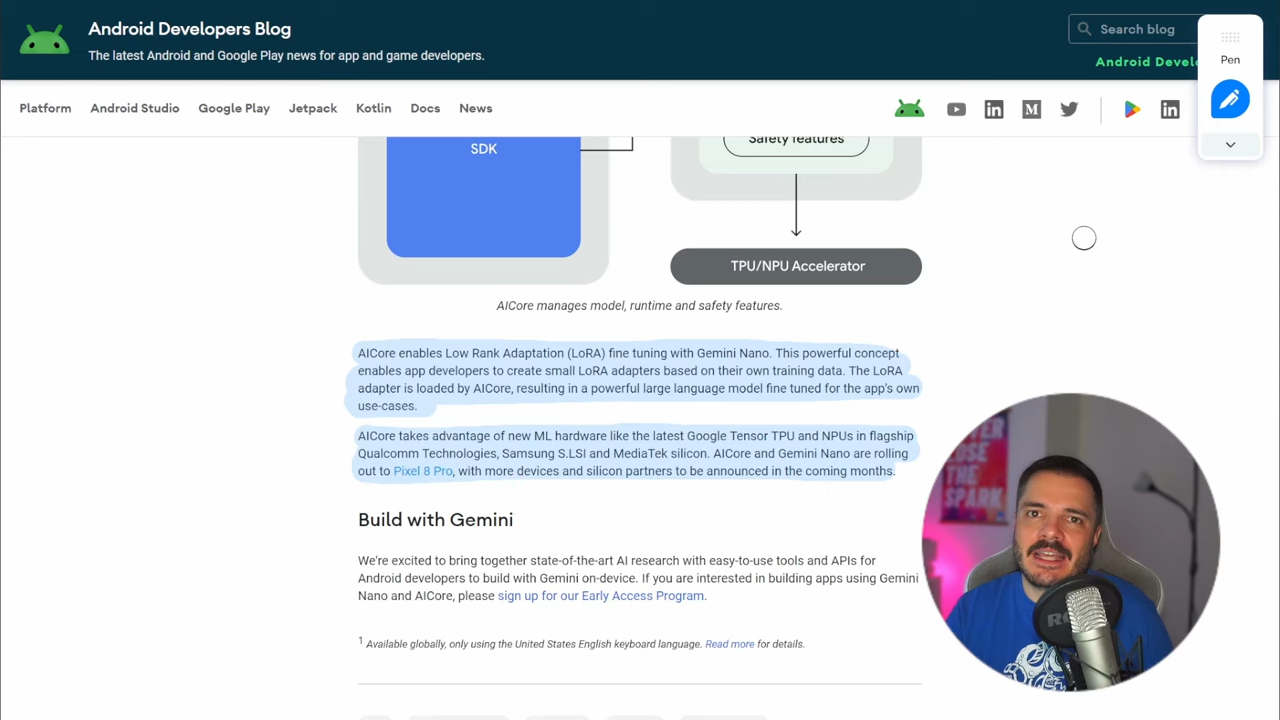 Android Developers Blog
The latest Android and Google Play news for app and game developers.
Search blog
Android Develo
Pen
Platform Android Studio Google Play Jetpack Kotlin Docs News
SDK
Safety features
TPU/NPU Accelerator
AICore manages model, runtime and safety features.
AICore enables Low Rank Adaptation (LoRA) fine tuning with Gemini Nano. This powerful concept
enables app developers to create small LoRA adapters based on their own training data. The LoRA
adapter is loaded by AICore, resulting in a powerful large language model fine tuned for the app's own
use-cases.
AICore takes advantage of new ML hardware like the latest Google Tensor TPU and NPUs in flagship
Qualcomm Technologies, Samsung S.LSI and MediaTek silicon. AICore and Gemini Nano are rolling
out to Pixel 8 Pro, with more devices and silicon partners to be announced in the coming months.
Build with Gemini
We're excited to bring together state-of-the-art AI research with easy-to-use tools and APIs for
Android developers to build with Gemini on-device. If you are interested in building apps using Gemini
Nano and AICore, please sign up for our Early Access Program.
1 Available globally, only using the United States English keyboard language. Read more for details.
THE
SPARK